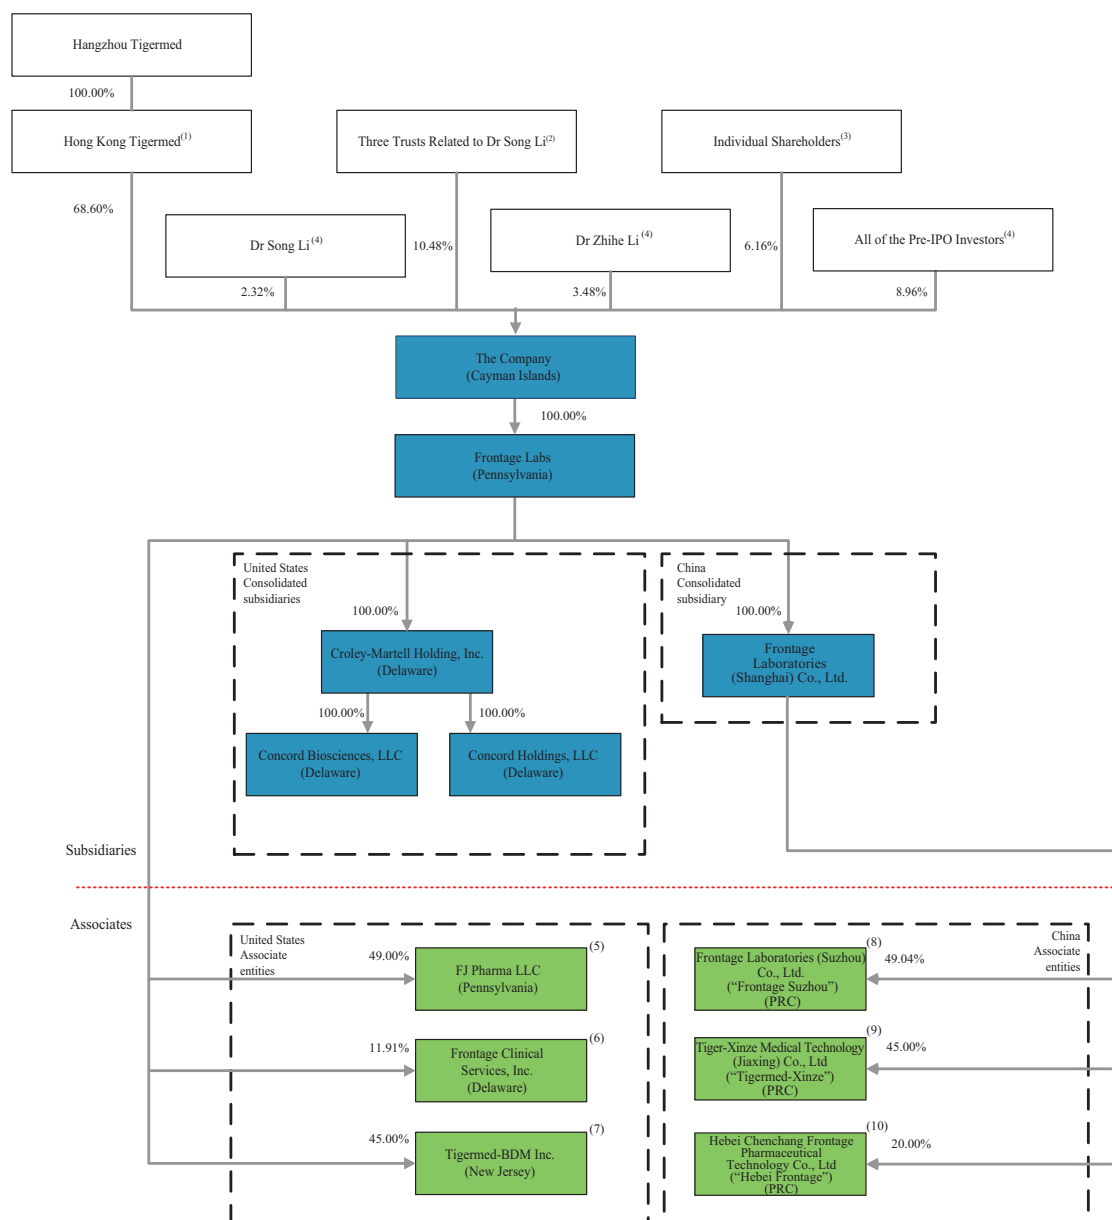 Hangzhou Tigermed
100.00%
Hong Kong Tigermed(1)
Three Trusts Related to Dr Song Li(2)
Individual Shareholders(3)
68.60%
Dr Song Li (4)
10.48%
Dr Zhihe Li (4)
6.16%
All of the Pre-IPO Investors(4)
2.32%
3.48%
8.96%
The Company
(Cayman Islands)
100.00%
Frontage Labs
(Pennsylvania)
United States
Consolidated
subsidiaries
China
Consolidated
subsidiary
100.00%
100.00%
Croley-Martell Holding, Inc.
(Delaware)
Frontage
Laboratories
(Shanghai) Co., Ltd.
100.00%
100.00%
Concord Biosciences, LLC
(Delaware)
Concord Holdings, LLC
(Delaware)
Subsidiaries
Associates
United States
Associate
entities
China
Associate
entities
49.00%
FJ Pharma LLC
(Pennsylvania)
(5)
Frontage Laboratories (Suzhou)
Co., Ltd.
("Frontage Suzhou")
(PRC)
(8)
49.04%
11.91%
Frontage Clinical
Services, Inc.
(Delaware)
(6)
Tiger-Xinze Medical Technology
(Jiaxing) Co., Ltd
("Tigermed-Xinze")
(PRC)
(9)
45.00%
45.00%
Tigermed-BDM Inc.
(New Jersey)
(7)
Hebei Chenchang Frontage
Pharmaceutical
Technology Co., Ltd
("Hebei Frontage")
(PRC)
(10)
20.00%